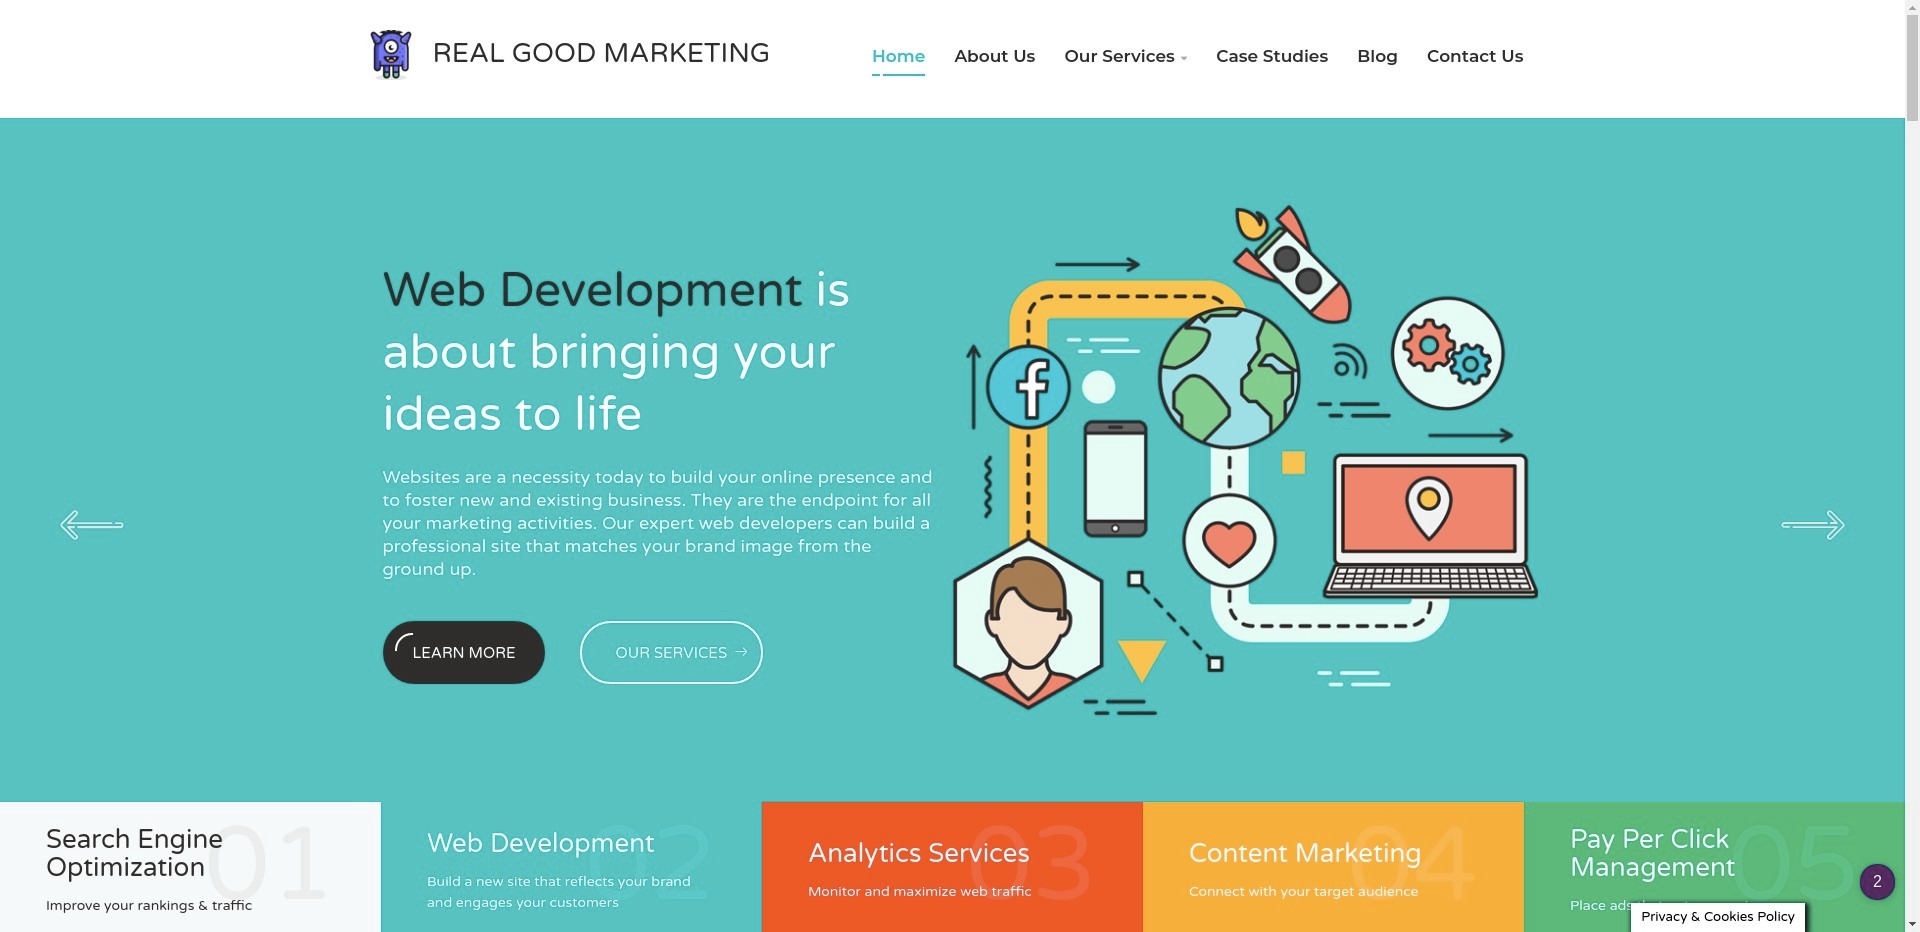 REAL GOOD MARKETING
Home
About Us
Our Services
Case Studies
Blog
Contact Us
Web Development is
about bringing your
ideas to life
Websites are a necessity today to build your online presence and
to foster new and existing business. They are the endpoint for all
your marketing activities. Our expert web developers can build a
professional site that matches your brand image from the
ground up.
LEARN MORE
OUR SERVICES
01
Search Engine
Optimization
Improve your rankings & traffic
02
Web Development
Build a new site that reflects your brand
and engages your customers
03
Analytics Services
Monitor and maximize web traffic
04
Content Marketing
Connect with your target audience
05
Pay Per Click
Management
Place ads
2
Privacy & Cookies Policy